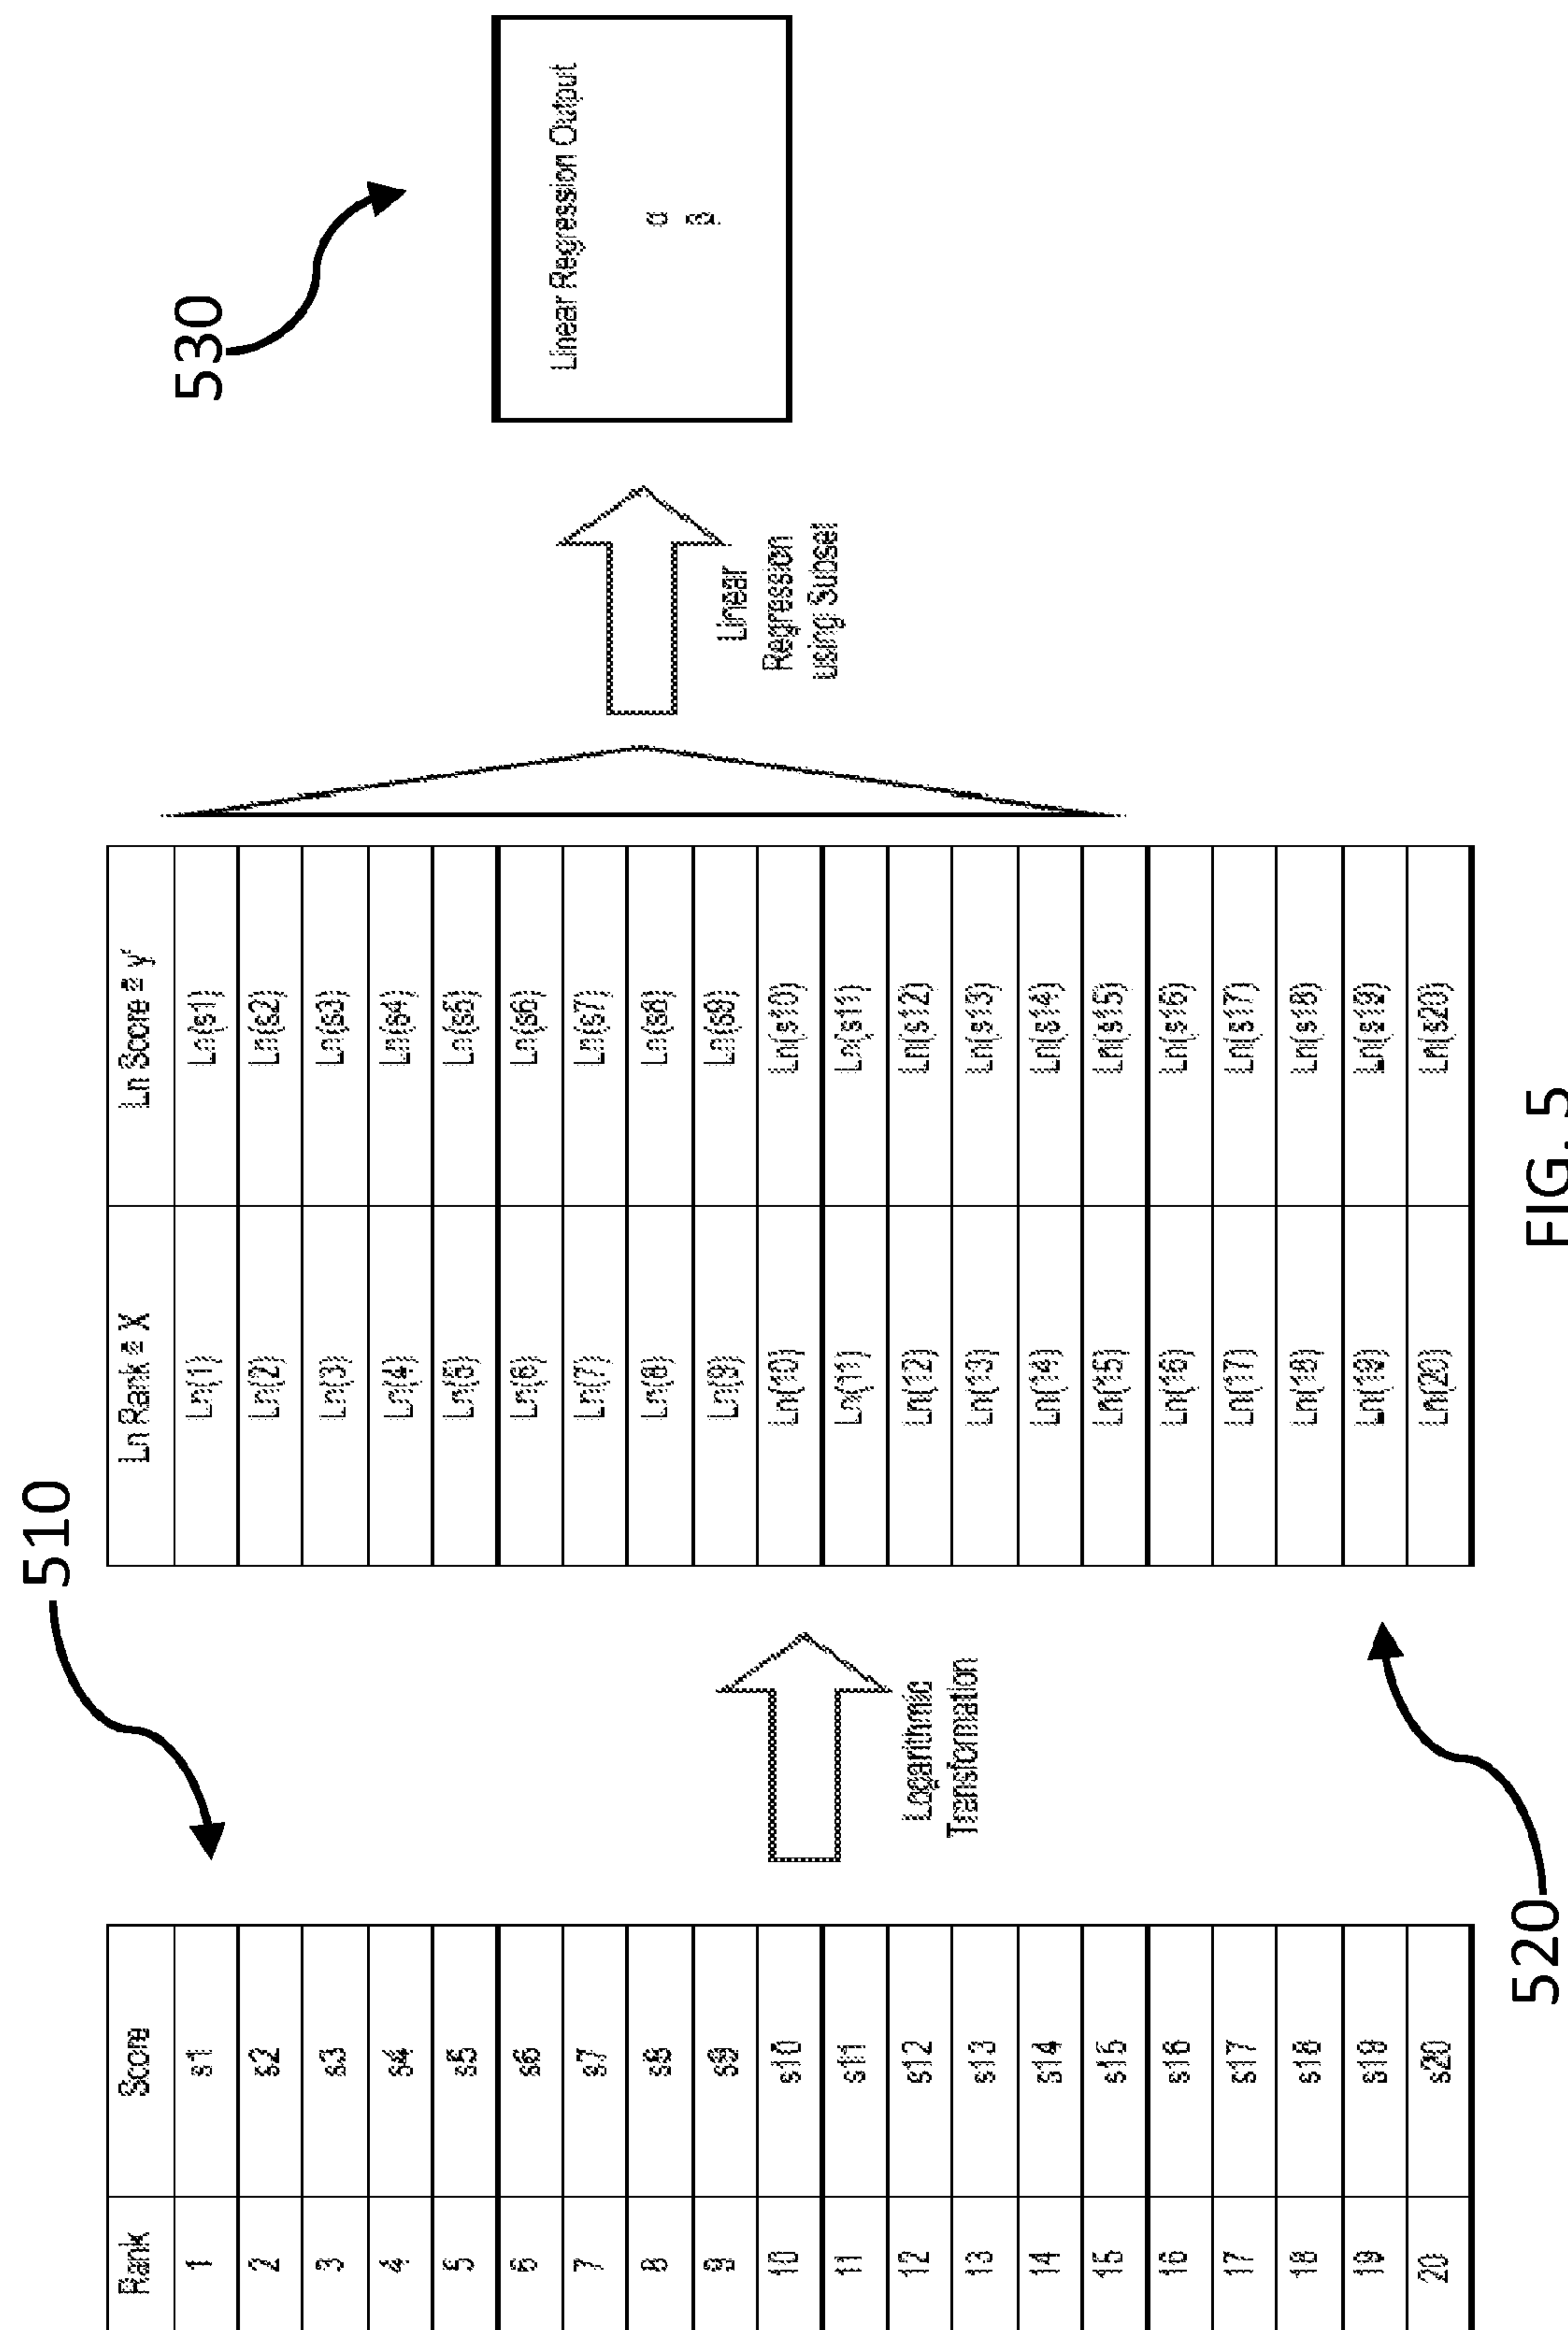 510
Rank Score
1 s1
2 s2
3 s3
4 s4
5 s5
6 s6
7 s7
8 s8
9 s9
10 s10
11 s11
12 s12
13 s13
14 s14
15 s15
16 s16
17 s17
18 s18
19 s19
20 s20
Logarithmic
Transformation
520
Ln Rank = X Ln Score = y'
Ln(1) Ln(s1)
Ln(2) Ln(s2)
Ln(3) Ln(s3)
Ln(4) Ln(s4)
Ln(5) Ln(s5)
Ln(6) Ln(s6)
Ln(7) Ln(s7)
Ln(8) Ln(s8)
Ln(9) Ln(s9)
Ln(10) Ln(s10)
Ln(11) Ln(s11)
Ln(12) Ln(s12)
Ln(13) Ln(s13)
Ln(14) Ln(s14)
Ln(15) Ln(s15)
Ln(16) Ln(s16)
Ln(17) Ln(s17)
Ln(18) Ln(s18)
Ln(19) Ln(s19)
Ln(20) Ln(s20)
Linear
Regression
using Subset
530
Linear Regression Output
α
β
FIG. 5